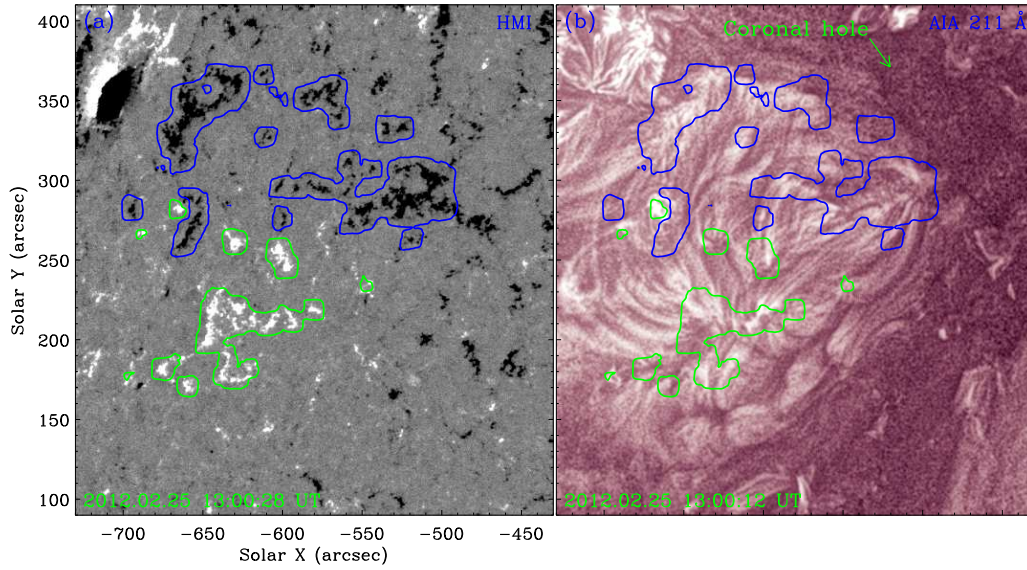 (a) HMI
(b) AIA 211 Å
Coronal hole
400
350
300
250
200
150
100
Solar Y (arcsec)
2012.02.25 13:00:28 UT
2012.02.25 13:00:12 UT
−700 −650 −600 −550 −500 −450
Solar X (arcsec)